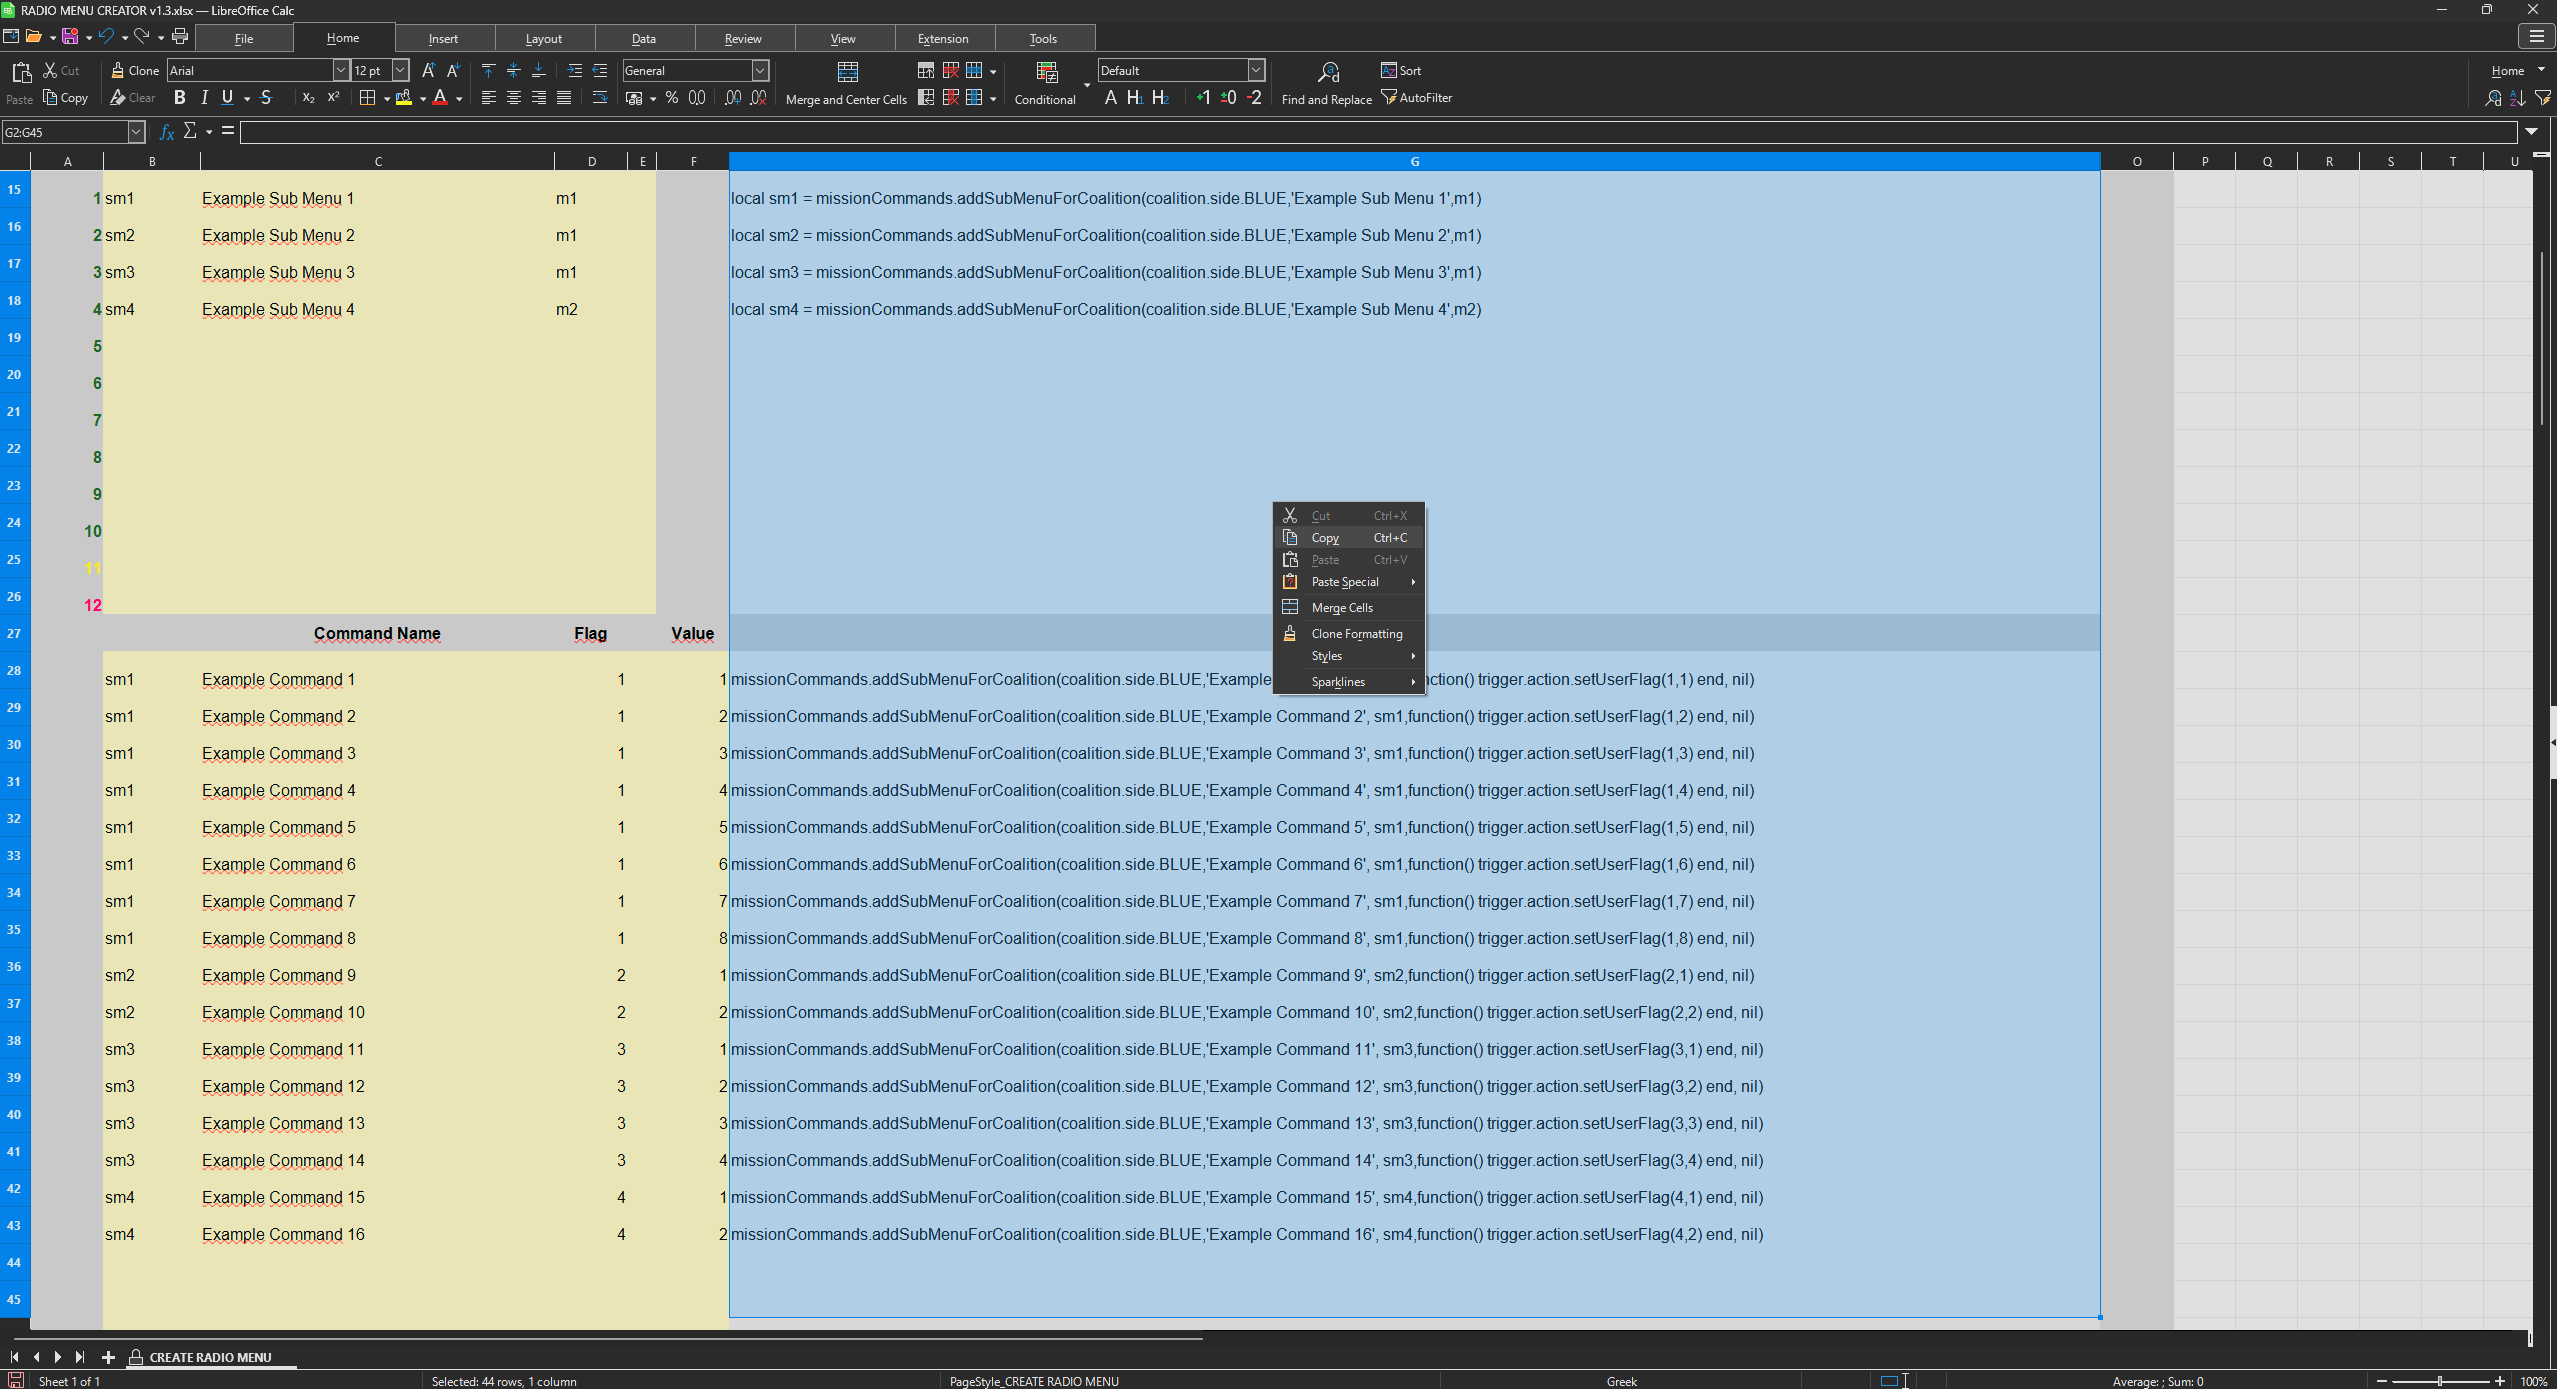 RADIO MENU CREATOR v1.3.xlsx — LibreOffice Calc
File Home Insert Layout Data Review View Extension Tools
Paste Cut Copy Clone Clear Arial 12 pt General Merge and Center Cells Conditional Default Find and Replace Sort AutoFilter Home
G2:G45
A B C D E F G O P Q R S T U
15 1 sm1 Example Sub Menu 1 m1 local sm1 = missionCommands.addSubMenuForCoalition(coalition.side.BLUE,'Example Sub Menu 1',m1)
16 2 sm2 Example Sub Menu 2 m1 local sm2 = missionCommands.addSubMenuForCoalition(coalition.side.BLUE,'Example Sub Menu 2',m1)
17 3 sm3 Example Sub Menu 3 m1 local sm3 = missionCommands.addSubMenuForCoalition(coalition.side.BLUE,'Example Sub Menu 3',m1)
18 4 sm4 Example Sub Menu 4 m2 local sm4 = missionCommands.addSubMenuForCoalition(coalition.side.BLUE,'Example Sub Menu 4',m2)
19 5
20 6
21 7
22 8
23 9
24 10
25 11
26 12
Cut Ctrl+X
Copy Ctrl+C
Paste Ctrl+V
Paste Special
Merge Cells
Clone Formatting
Styles
Sparklines
27 Command Name Flag Value
28 sm1 Example Command 1 1 1 missionCommands.addSubMenuForCoalition(coalition.side.BLUE,'Example nction() trigger.action.setUserFlag(1,1) end, nil)
29 sm1 Example Command 2 1 2 missionCommands.addSubMenuForCoalition(coalition.side.BLUE,'Example Command 2', sm1,function() trigger.action.setUserFlag(1,2) end, nil)
30 sm1 Example Command 3 1 3 missionCommands.addSubMenuForCoalition(coalition.side.BLUE,'Example Command 3', sm1,function() trigger.action.setUserFlag(1,3) end, nil)
31 sm1 Example Command 4 1 4 missionCommands.addSubMenuForCoalition(coalition.side.BLUE,'Example Command 4', sm1,function() trigger.action.setUserFlag(1,4) end, nil)
32 sm1 Example Command 5 1 5 missionCommands.addSubMenuForCoalition(coalition.side.BLUE,'Example Command 5', sm1,function() trigger.action.setUserFlag(1,5) end, nil)
33 sm1 Example Command 6 1 6 missionCommands.addSubMenuForCoalition(coalition.side.BLUE,'Example Command 6', sm1,function() trigger.action.setUserFlag(1,6) end, nil)
34 sm1 Example Command 7 1 7 missionCommands.addSubMenuForCoalition(coalition.side.BLUE,'Example Command 7', sm1,function() trigger.action.setUserFlag(1,7) end, nil)
35 sm1 Example Command 8 1 8 missionCommands.addSubMenuForCoalition(coalition.side.BLUE,'Example Command 8', sm1,function() trigger.action.setUserFlag(1,8) end, nil)
36 sm2 Example Command 9 2 1 missionCommands.addSubMenuForCoalition(coalition.side.BLUE,'Example Command 9', sm2,function() trigger.action.setUserFlag(2,1) end, nil)
37 sm2 Example Command 10 2 2 missionCommands.addSubMenuForCoalition(coalition.side.BLUE,'Example Command 10', sm2,function() trigger.action.setUserFlag(2,2) end, nil)
38 sm3 Example Command 11 3 1 missionCommands.addSubMenuForCoalition(coalition.side.BLUE,'Example Command 11', sm3,function() trigger.action.setUserFlag(3,1) end, nil)
39 sm3 Example Command 12 3 2 missionCommands.addSubMenuForCoalition(coalition.side.BLUE,'Example Command 12', sm3,function() trigger.action.setUserFlag(3,2) end, nil)
40 sm3 Example Command 13 3 3 missionCommands.addSubMenuForCoalition(coalition.side.BLUE,'Example Command 13', sm3,function() trigger.action.setUserFlag(3,3) end, nil)
41 sm3 Example Command 14 3 4 missionCommands.addSubMenuForCoalition(coalition.side.BLUE,'Example Command 14', sm3,function() trigger.action.setUserFlag(3,4) end, nil)
42 sm4 Example Command 15 4 1 missionCommands.addSubMenuForCoalition(coalition.side.BLUE,'Example Command 15', sm4,function() trigger.action.setUserFlag(4,1) end, nil)
43 sm4 Example Command 16 4 2 missionCommands.addSubMenuForCoalition(coalition.side.BLUE,'Example Command 16', sm4,function() trigger.action.setUserFlag(4,2) end, nil)
44
45
CREATE RADIO MENU
Sheet 1 of 1 Selected: 44 rows, 1 column PageStyle_CREATE RADIO MENU Greek Average: ; Sum: 0 100%